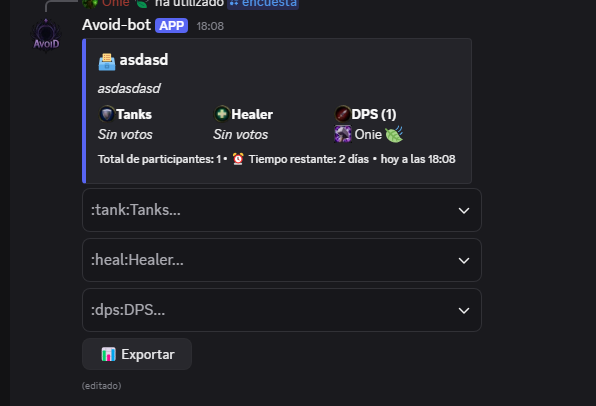 Onie ha utilizado encuesta
AVOID
Avoid-bot APP 18:08
asdasd
asdasdasd
Tanks Healer DPS (1)
Sin votos Sin votos Onie
Total de participantes: 1 • Tiempo restante: 2 días • hoy a las 18:08
:tank:Tanks...
:heal:Healer...
:dps:DPS...
Exportar
(editado)